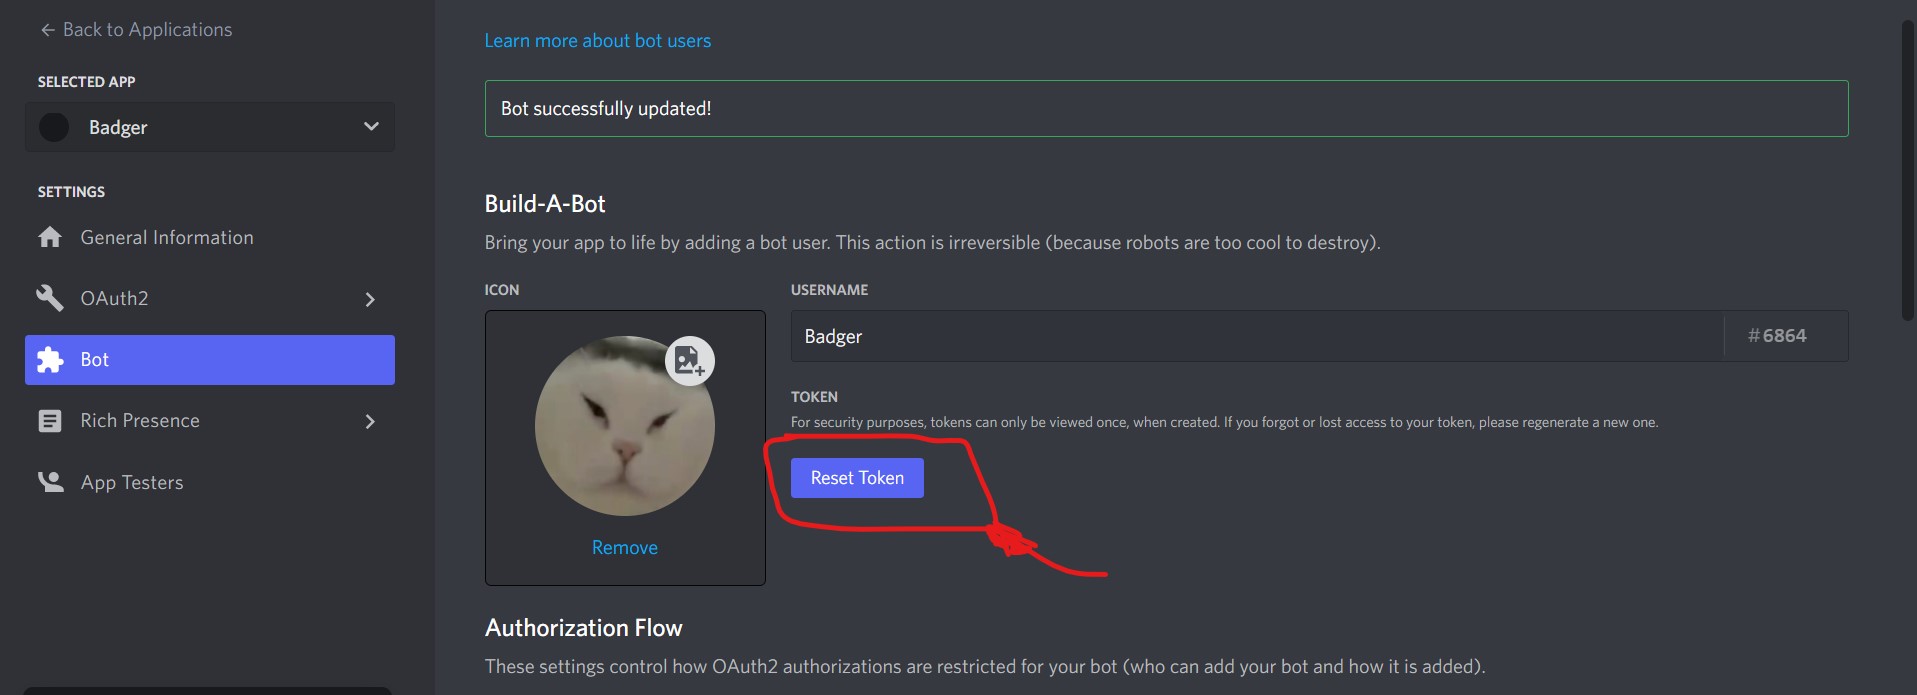 Back to Applications
SELECTED APP
Badger
SETTINGS
General Information
OAuth2
Bot
Rich Presence
App Testers
Learn more about bot users
Bot successfully updated!
Build-A-Bot
Bring your app to life by adding a bot user. This action is irreversible (because robots are too cool to destroy).
ICON
Remove
USERNAME
Badger #6864
TOKEN
For security purposes, tokens can only be viewed once, when created. If you forgot or lost access to your token, please regenerate a new one.
Reset Token
Authorization Flow
These settings control how OAuth2 authorizations are restricted for your bot (who can add your bot and how it is added).